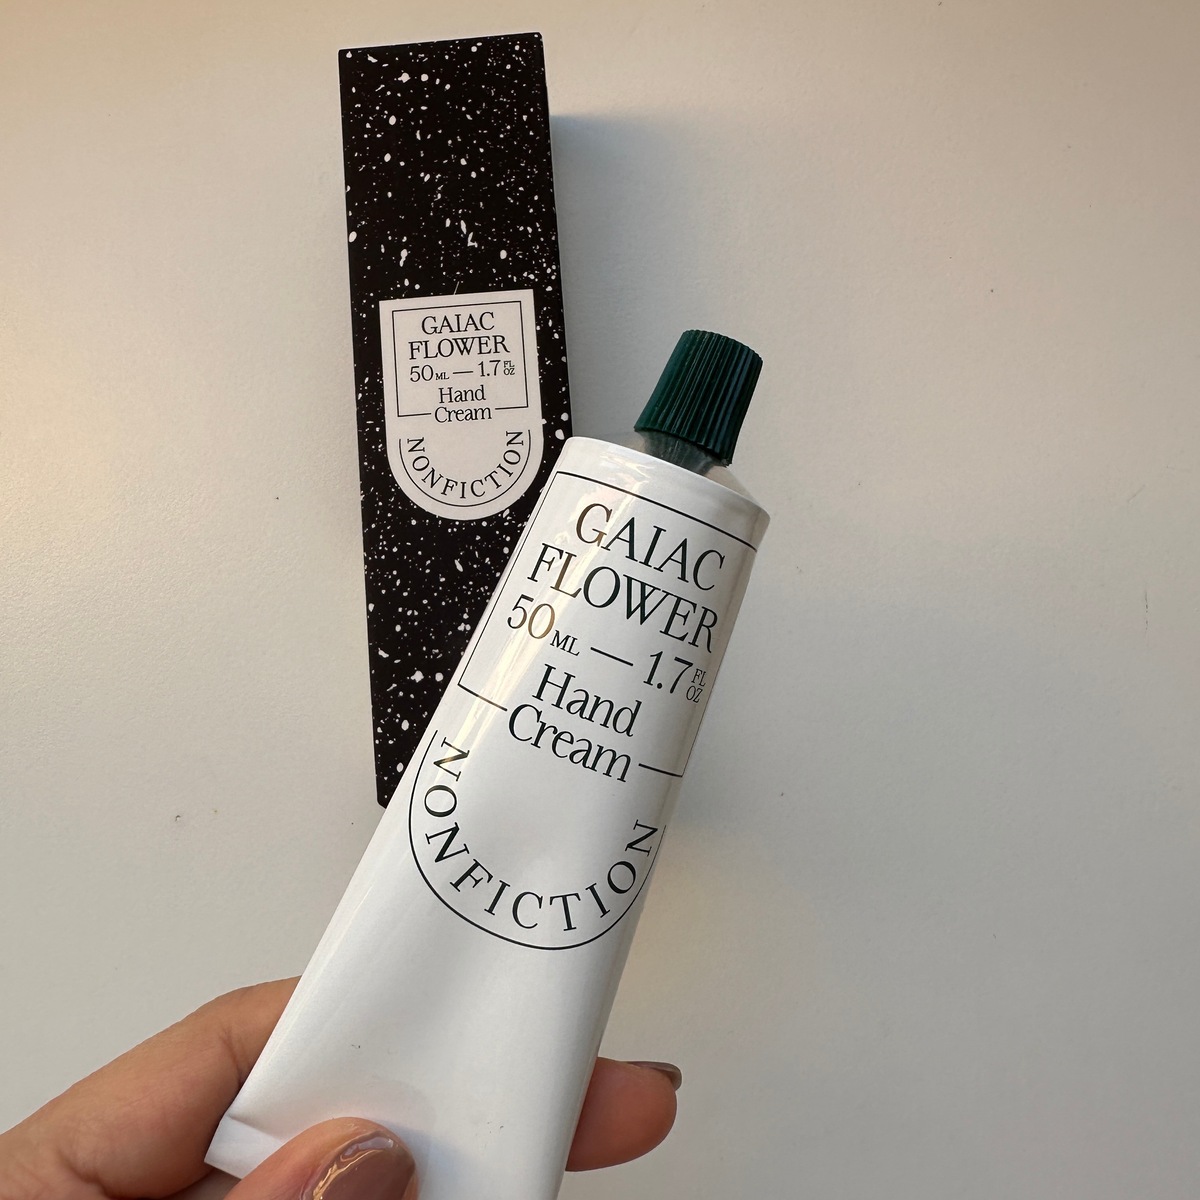 GAIAC
FLOWER
50 ML — 1.7 FL OZ
Hand
Cream
NONFICTION
GAIAC
FLOWER
50 ML — 1.7 FL OZ
Hand
Cream
NONFICTION